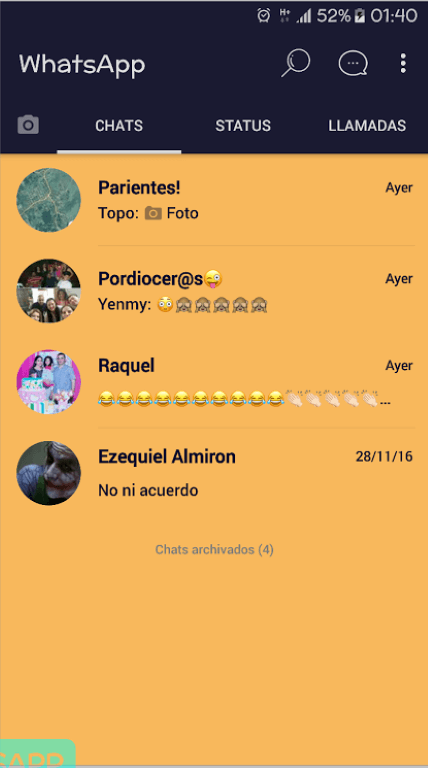 H+ 52% 01:40
WhatsApp
CHATS STATUS LLAMADAS
Parientes! Ayer
Topo: 📷 Foto
Pordiocer@s😜 Ayer
Yenmy: 😳🙈🙈🙈🙈🙈
Raquel Ayer
😂😂😂😂😂😂😂😂😂😂👏🏻👏🏻👏🏻👏🏻👏🏻...
Ezequiel Almiron 28/11/16
No ni acuerdo
Chats archivados (4)